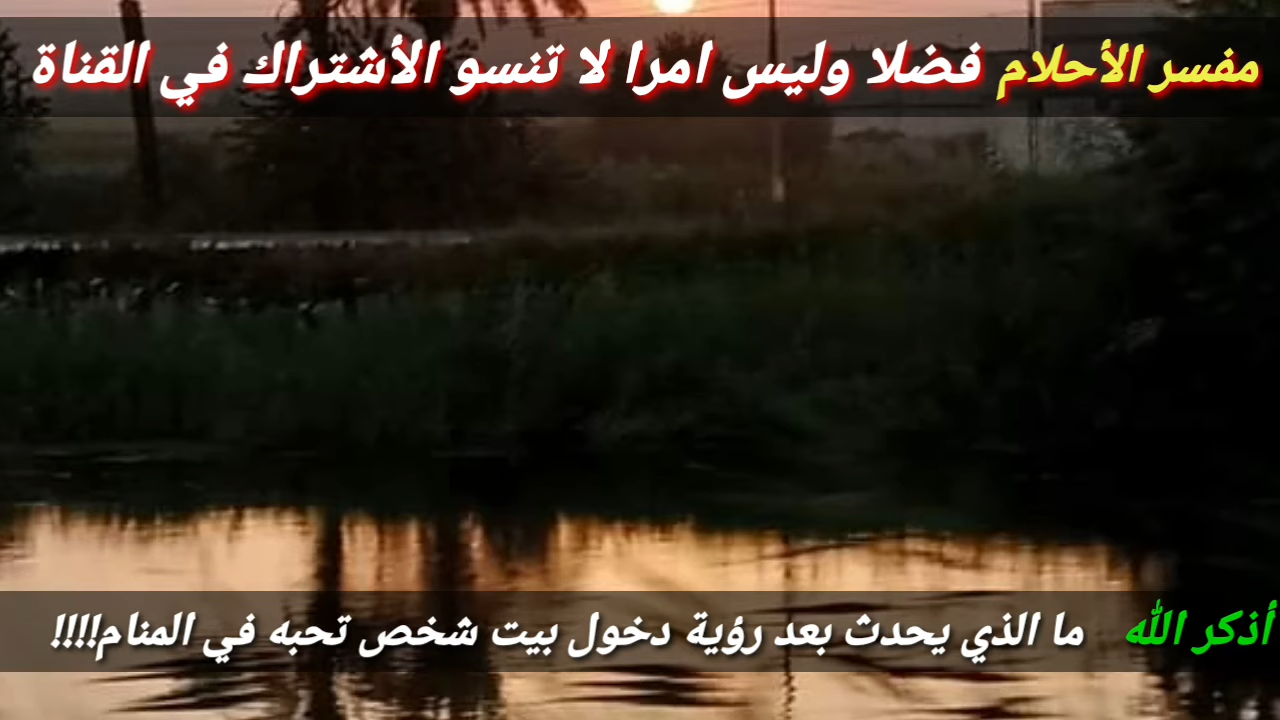 مفسر الأحلام فضلا وليس امرا لا تنسو الأشتراك في القناة
أذكر الله ما الذي يحدث بعد رؤية دخول بيت شخص تحبه في المنام!!!!